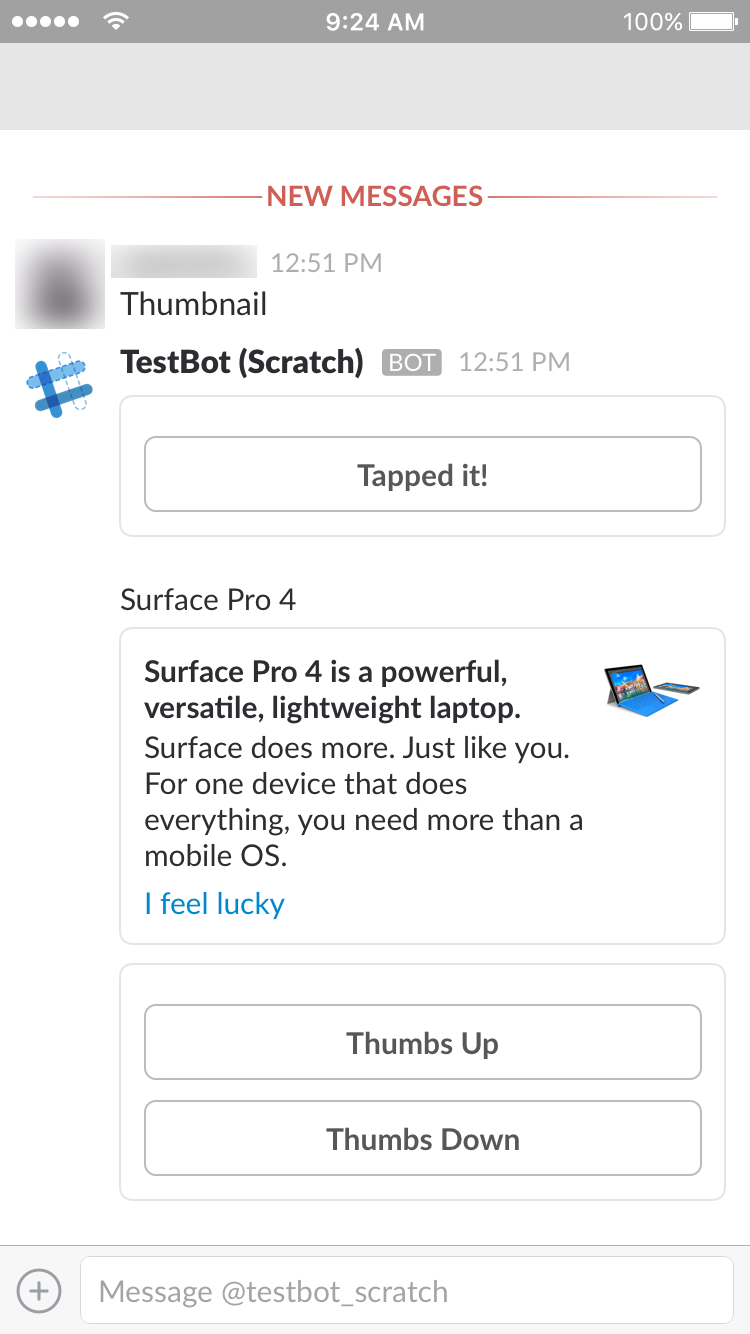 9:24 AM 100%
NEW MESSAGES
12:51 PM
Thumbnail
TestBot (Scratch) BOT 12:51 PM
Tapped it!
Surface Pro 4
Surface Pro 4 is a powerful,
versatile, lightweight laptop.
Surface does more. Just like you.
For one device that does
everything, you need more than a
mobile OS.
I feel lucky
Thumbs Up
Thumbs Down
Message @testbot_scratch